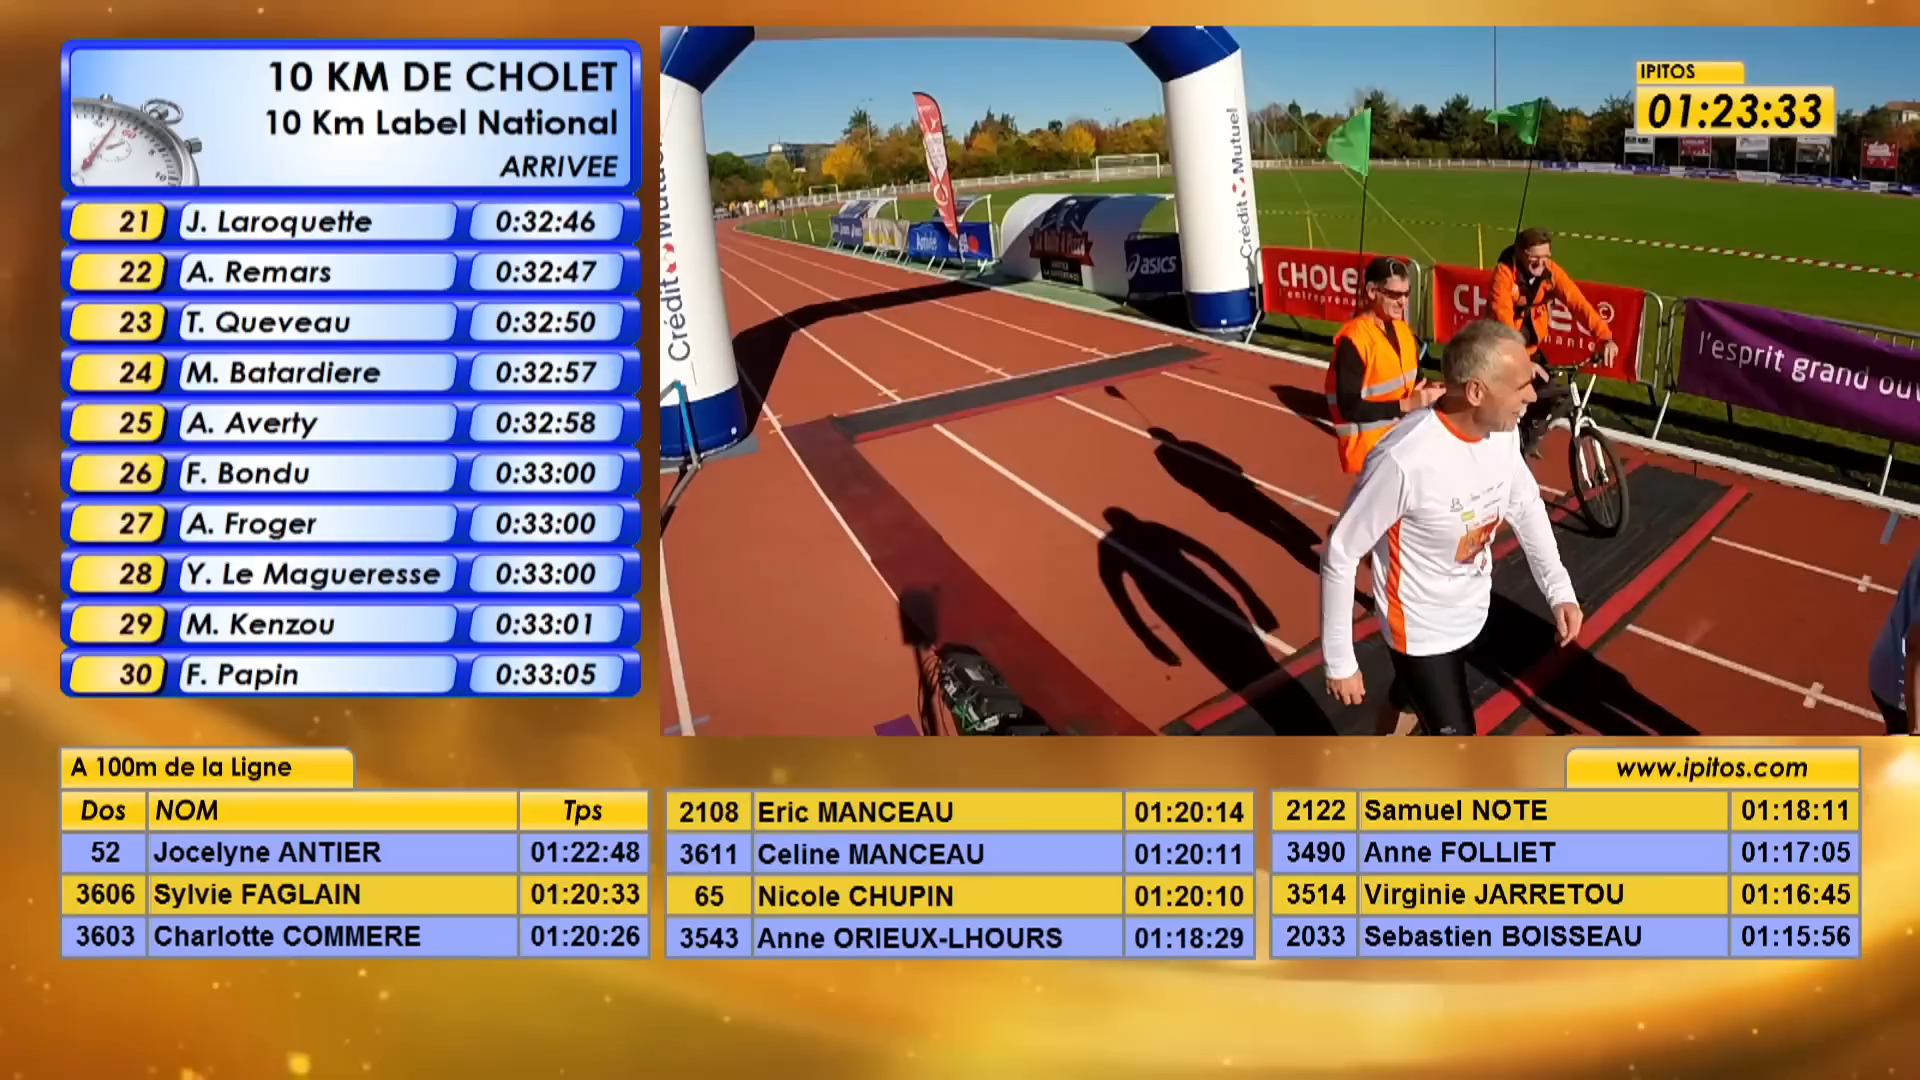 10 KM DE CHOLET
10 Km Label National
ARRIVEE
21 J. Laroquette 0:32:46
22 A. Remars 0:32:47
23 T. Queveau 0:32:50
24 M. Batardiere 0:32:57
25 A. Averty 0:32:58
26 F. Bondu 0:33:00
27 A. Froger 0:33:00
28 Y. Le Magueresse 0:33:00
29 M. Kenzou 0:33:01
30 F. Papin 0:33:05
IPITOS
01:23:33
Crédit Mutuel
Crédit Mutuel
asics
CHOLE
l'entreprena
CH
l'esprit grand ouv
A 100m de la Ligne
www.ipitos.com
Dos NOM Tps
52 Jocelyne ANTIER 01:22:48
3606 Sylvie FAGLAIN 01:20:33
3603 Charlotte COMMERE 01:20:26
2108 Eric MANCEAU 01:20:14
3611 Celine MANCEAU 01:20:11
65 Nicole CHUPIN 01:20:10
3543 Anne ORIEUX-LHOURS 01:18:29
2122 Samuel NOTE 01:18:11
3490 Anne FOLLIET 01:17:05
3514 Virginie JARRETOU 01:16:45
2033 Sebastien BOISSEAU 01:15:56